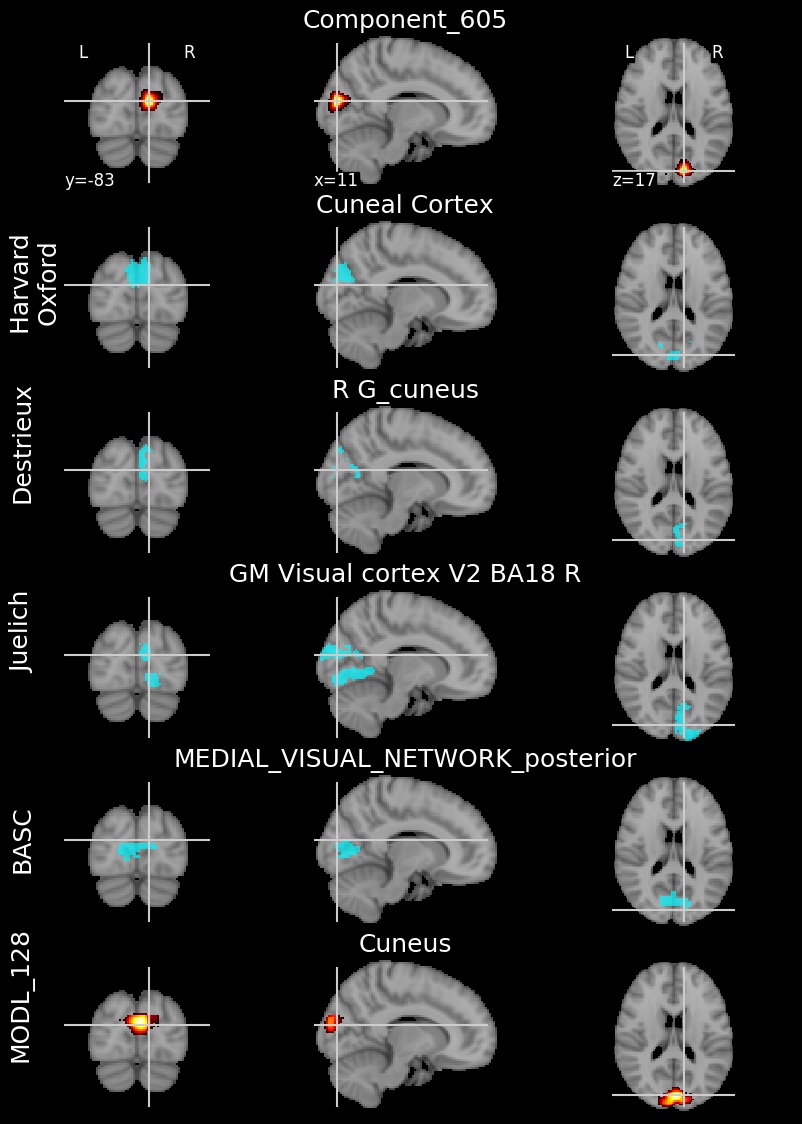 Component_605
L R L R
y=-83 x=11 z=17
Cuneal Cortex
Harvard
Oxford
R G_cuneus
Destrieux
GM Visual cortex V2 BA18 R
Juelich
MEDIAL_VISUAL_NETWORK_posterior
BASC
Cuneus
MODL_128